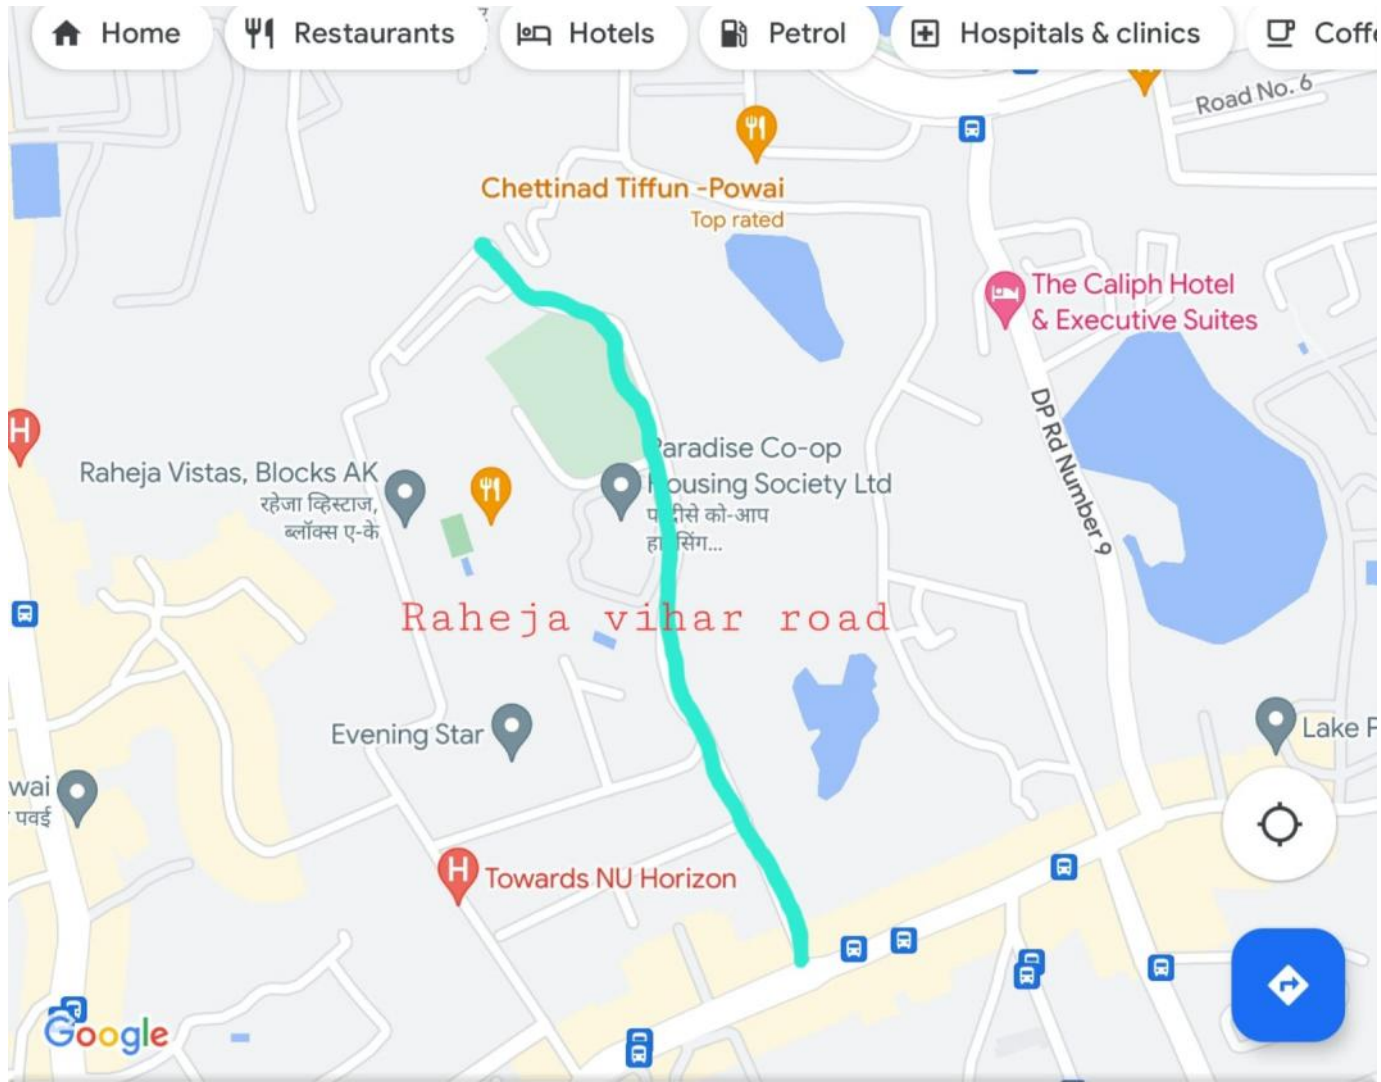 Home
Restaurants
Hotels
Petrol
Hospitals & clinics
Road No. 6
Chettinad Tiffun -Powai
Top rated
The Caliph Hotel
& Executive Suites
DP Rd Number 9
H
Raheja Vistas, Blocks AK
रहेजा व्हिस्टाज,
ब्लॉक्स ए-के
Paradise Co-op
Housing Society Ltd
को-आप
Raheja vihar road
Evening Star
Lake
पवई
H
Towards NU Horizon
Google